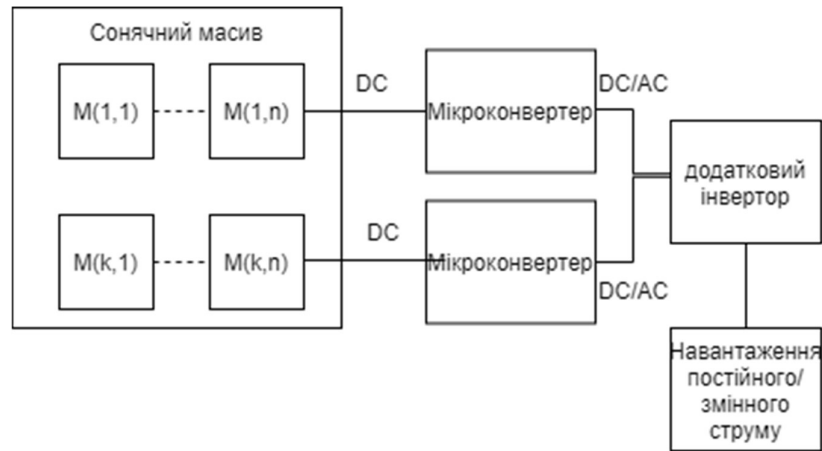 Сонячний масив
M(1,1)
M(1,n)
DC
Мікроконвертер
DC/AC
додатковий
інвертор
M(k,1)
M(k,n)
DC
Мікроконвертер
DC/AC
Навантаження
постійного/
змінного
струму